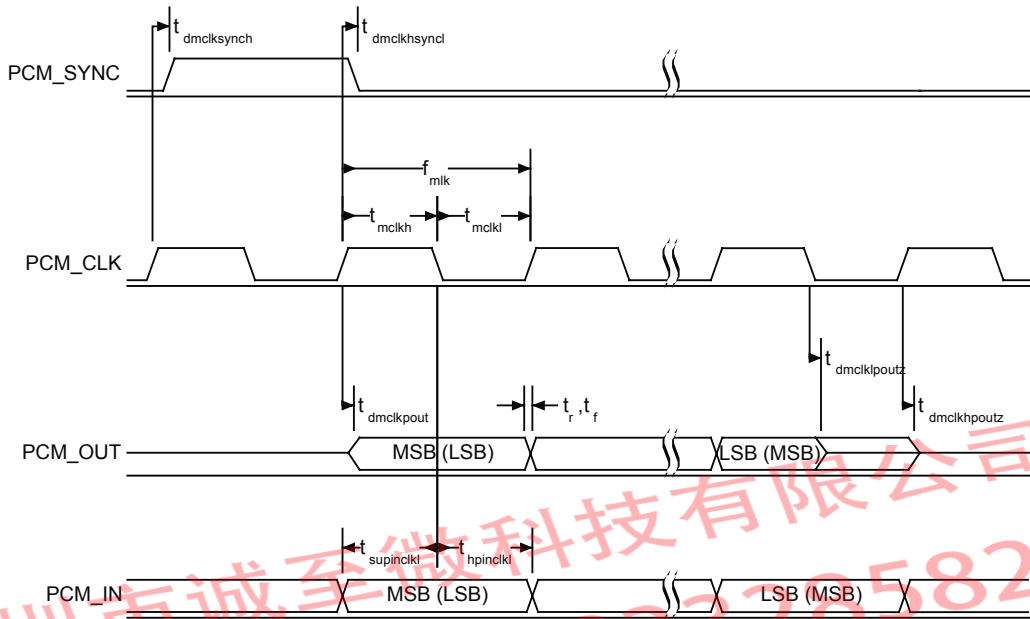 t dmclksynch
t dmclkhsyncl
PCM_SYNC
f mlk
t mclkh
t mclkl
PCM_CLK
t dmclklpoutz
t dmclkpout
t r ,t f
t dmclkhpoutz
PCM_OUT
MSB (LSB)
LSB (MSB)
t supinclkl
t hpinclkl
PCM_IN
MSB (LSB)
LSB (MSB)
市诚至微科技有限公司